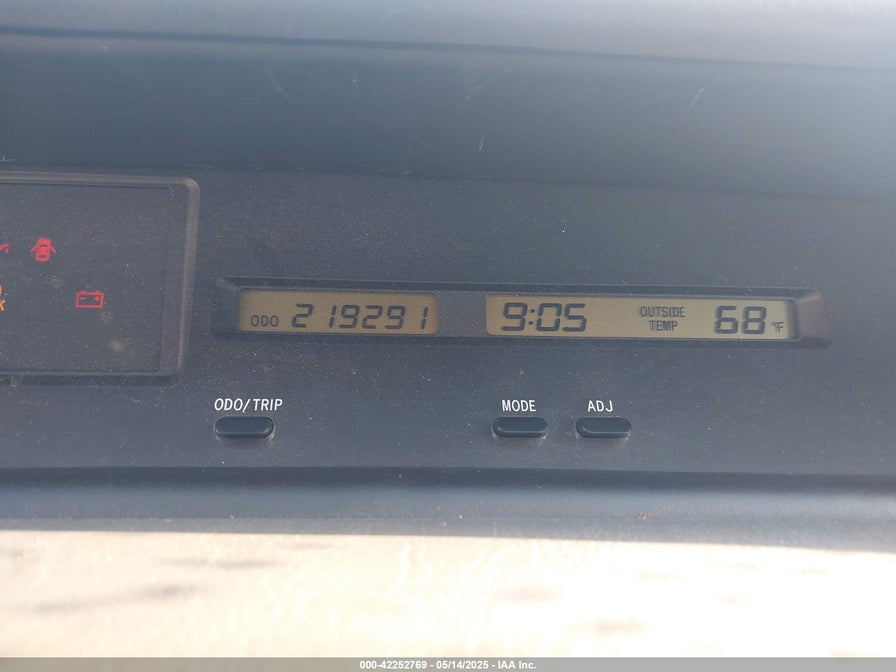 ODO 219291
9:05
OUTSIDE
TEMP
68°F
ODO/TRIP
MODE
ADJ
000-42252769 - 05/14/2025 - IAA Inc.